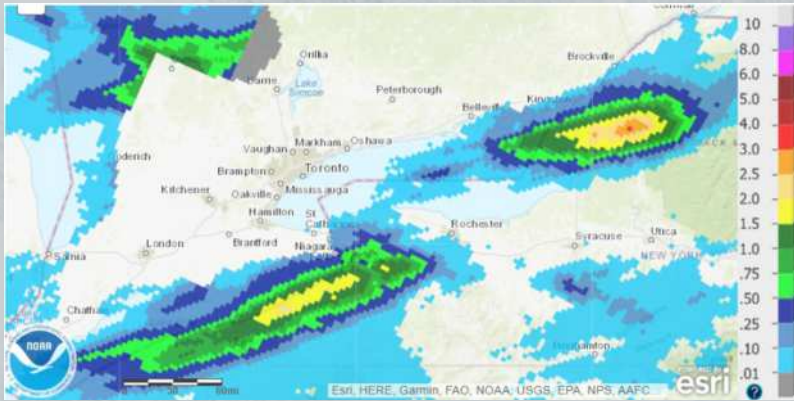 Orillia
Barrie
Lake
Simcoe
Peterborough
Brockville
Belleville
Kingston
Vaughan
Markham
Oshawa
Brampton
Toronto
Kitchener
Oakville
Mississauga
Hamilton
St
Brantford
Niagara
London
Sarnia
Chatham
Rochester
Syracuse
Utica
NEW YORK
10
8.0
6.0
5.0
4.0
3.0
2.5
2.0
1.5
1.0
.75
.50
.25
.10
.01
NOAA
Esri, HERE, Garmin, FAO, NOAA, USGS, EPA, NPS, AAFC
esri
?